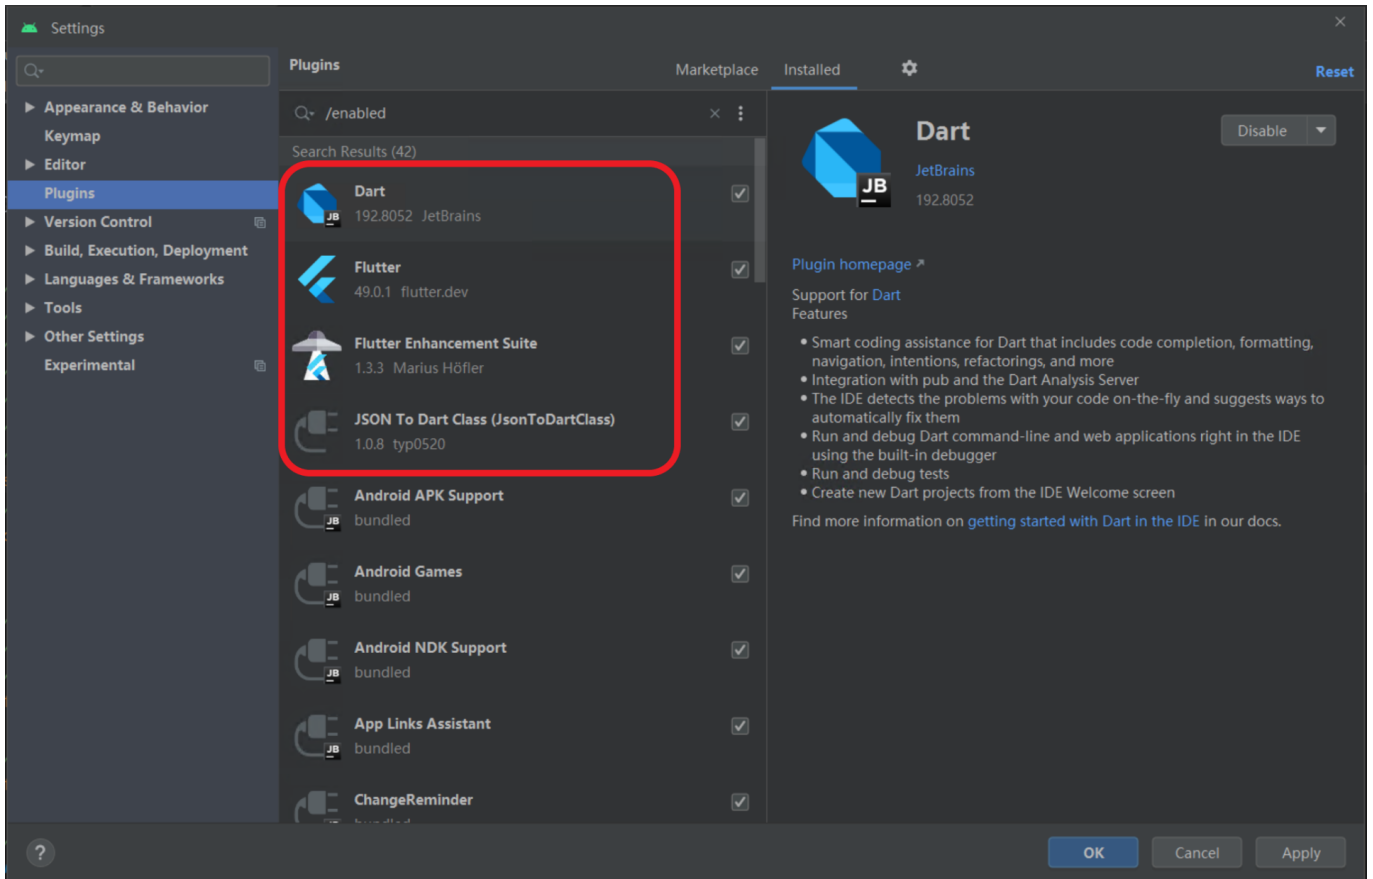 Settings
Appearance & Behavior
Keymap
Editor
Plugins
Version Control
Build, Execution, Deployment
Languages & Frameworks
Tools
Other Settings
Experimental
Plugins
Marketplace
Installed
Reset
/enabled
Search Results (42)
Dart
192.8052 JetBrains
Flutter
49.0.1 flutter.dev
Flutter Enhancement Suite
1.3.3 Marius Höfler
JSON To Dart Class (JsonToDartClass)
1.0.8 typ0520
Android APK Support
bundled
Android Games
bundled
Android NDK Support
bundled
App Links Assistant
bundled
ChangeReminder
JB
Dart
JetBrains
192.8052
Disable
Plugin homepage ↗
Support for Dart
Features
• Smart coding assistance for Dart that includes code completion, formatting,
navigation, intentions, refactorings, and more
• Integration with pub and the Dart Analysis Server
• The IDE detects the problems with your code on-the-fly and suggests ways to
automatically fix them
• Run and debug Dart command-line and web applications right in the IDE
using the built-in debugger
• Run and debug tests
• Create new Dart projects from the IDE Welcome screen
Find more information on getting started with Dart in the IDE in our docs.
?
OK
Cancel
Apply